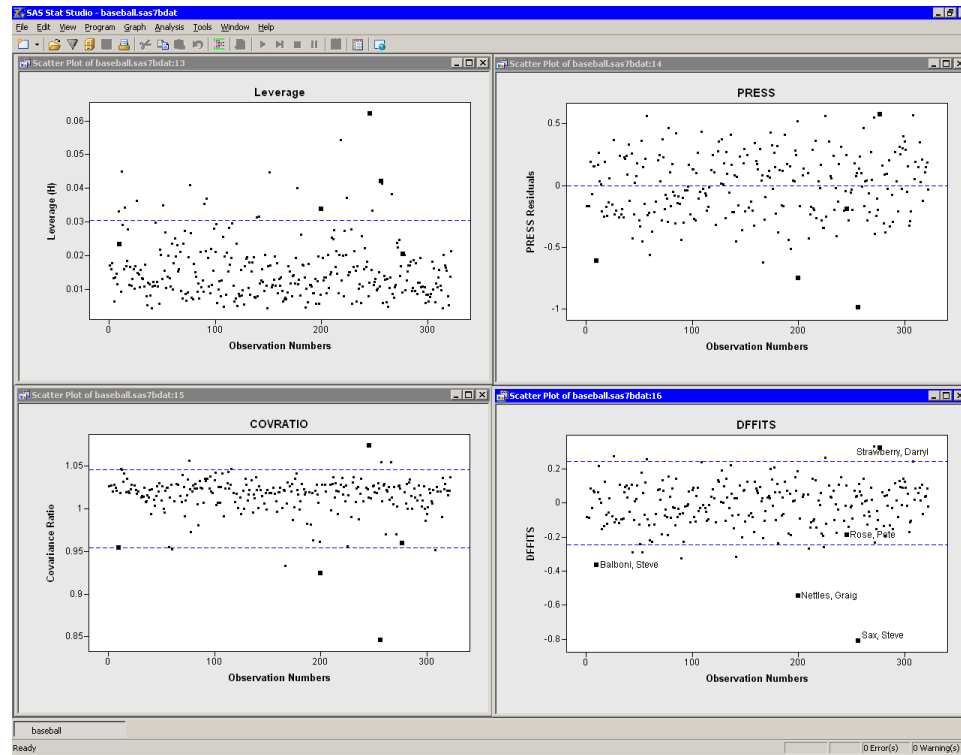 SAS Stat Studio - baseball.sas7bdat
File Edit View Program Graph Analysis Tools Window Help
Scatter Plot of baseball.sas7bdat:13
Leverage
0.06
0.05
0.04
0.03
0.02
0.01
Leverage (H)
0 100 200 300
Observation Numbers
Scatter Plot of baseball.sas7bdat:14
PRESS
0.5
0
-0.5
-1
PRESS Residuals
0 100 200 300
Observation Numbers
Scatter Plot of baseball.sas7bdat:15
COVRATIO
1.05
1
0.95
0.9
0.85
Covariance Ratio
0 100 200 300
Observation Numbers
Scatter Plot of baseball.sas7bdat:16
DFFITS
0.2
0
-0.2
-0.4
-0.6
-0.8
DFFITS
Strawberry, Darryl
Rose, Pete
Balboni, Steve
Nettles, Graig
Sax, Steve
0 100 200 300
Observation Numbers
baseball
Ready
0 Error(s) 0 Warning(s)